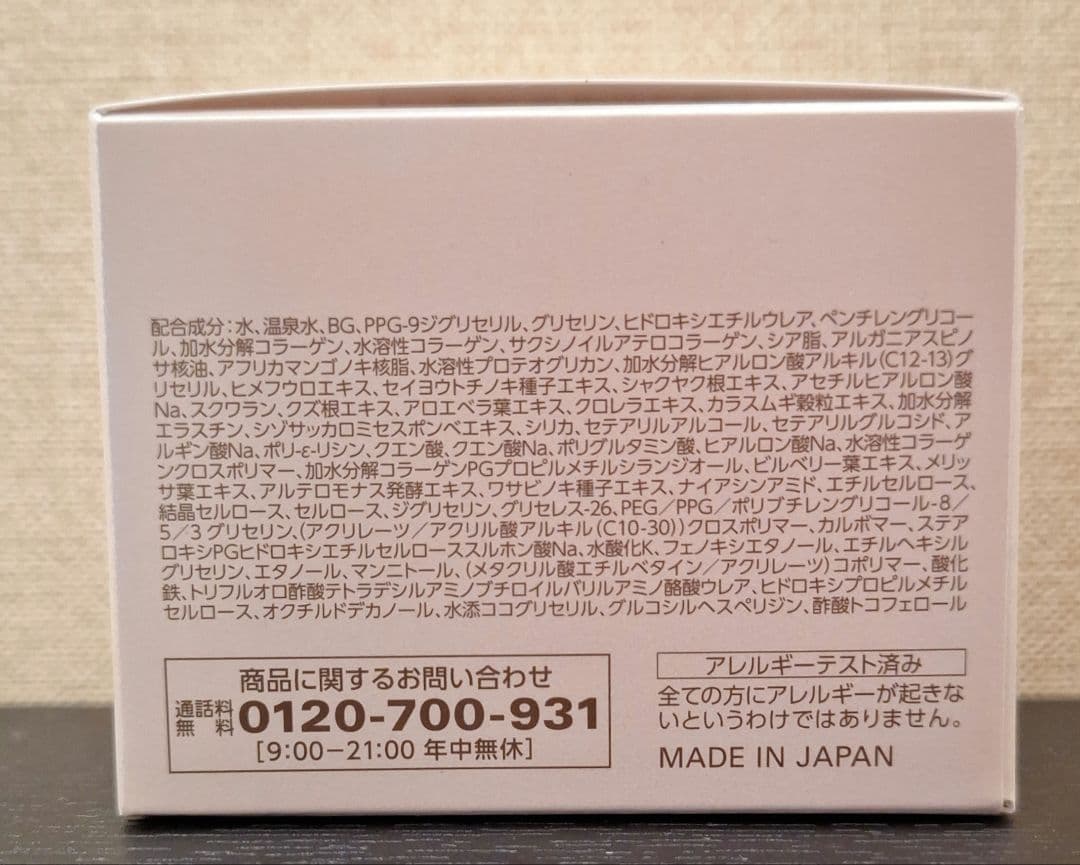 配合成分：水、温泉水、BG、PPG-9ジグリセリル、グリセリン、ヒドロキシエチルウレア、ペンチレングリコー
ル、加水分解コラーゲン、水溶性コラーゲン、サクシノイルアテロコラーゲン、シア脂、アルガニアスピノ
サ核油、アフリカマンゴノキ核脂、水溶性プロテオグリカン、加水分解ヒアルロン酸アルキル(C12-13)グ
リセリル、ヒメフウロエキス、セイヨウトチノキ種子エキス、シャクヤク根エキス、アセチルヒアルロン酸
Na、スクワラン、クズ根エキス、アロエベラ葉エキス、クロレラエキス、カラスムギ穀粒エキス、加水分解
エラスチン、シゾサッカロミセスポンベエキス、シリカ、セテアリルアルコール、セテアリルグルコシド、ア
ルギン酸Na、ポリ-ε-リシン、クエン酸、クエン酸Na、ポリグルタミン酸、ヒアルロン酸Na、水溶性コラーゲ
ンクロスポリマー、加水分解コラーゲンPGプロピルメチルシランジオール、ビルベリー葉エキス、メリッ
サ葉エキス、アルテロモナス発酵エキス、ワサビノキ種子エキス、ナイアシンアミド、エチルセルロース、
結晶セルロース、セルロース、ジグリセリン、グリセレス-26、PEG／PPG／ポリブチレングリコール-8／
5／3 グリセリン、(アクリレーツ／アクリル酸アルキル(C10-30))クロスポリマー、カルボマー、ステア
ロキシPGヒドロキシエチルセルローススルホン酸Na、水酸化K、フェノキシエタノール、エチルヘキシル
グリセリン、エタノール、マンニトール、(メタクリル酸エチルベタイン／アクリレーツ)コポリマー、酸化
鉄、トリフルオロ酢酸テトラデシルアミノブチロイルバリルアミノ酪酸ウレア、ヒドロキシプロピルメチル
セルロース、オクチルドデカノール、水添ココグリセリル、グルコシルヘスペリジン、酢酸トコフェロール
商品に関するお問い合わせ
通話料無料 0120-700-931
[9:00－21:00 年中無休]
アレルギーテスト済み
全ての方にアレルギーが起きな
いというわけではありません。
MADE IN JAPAN